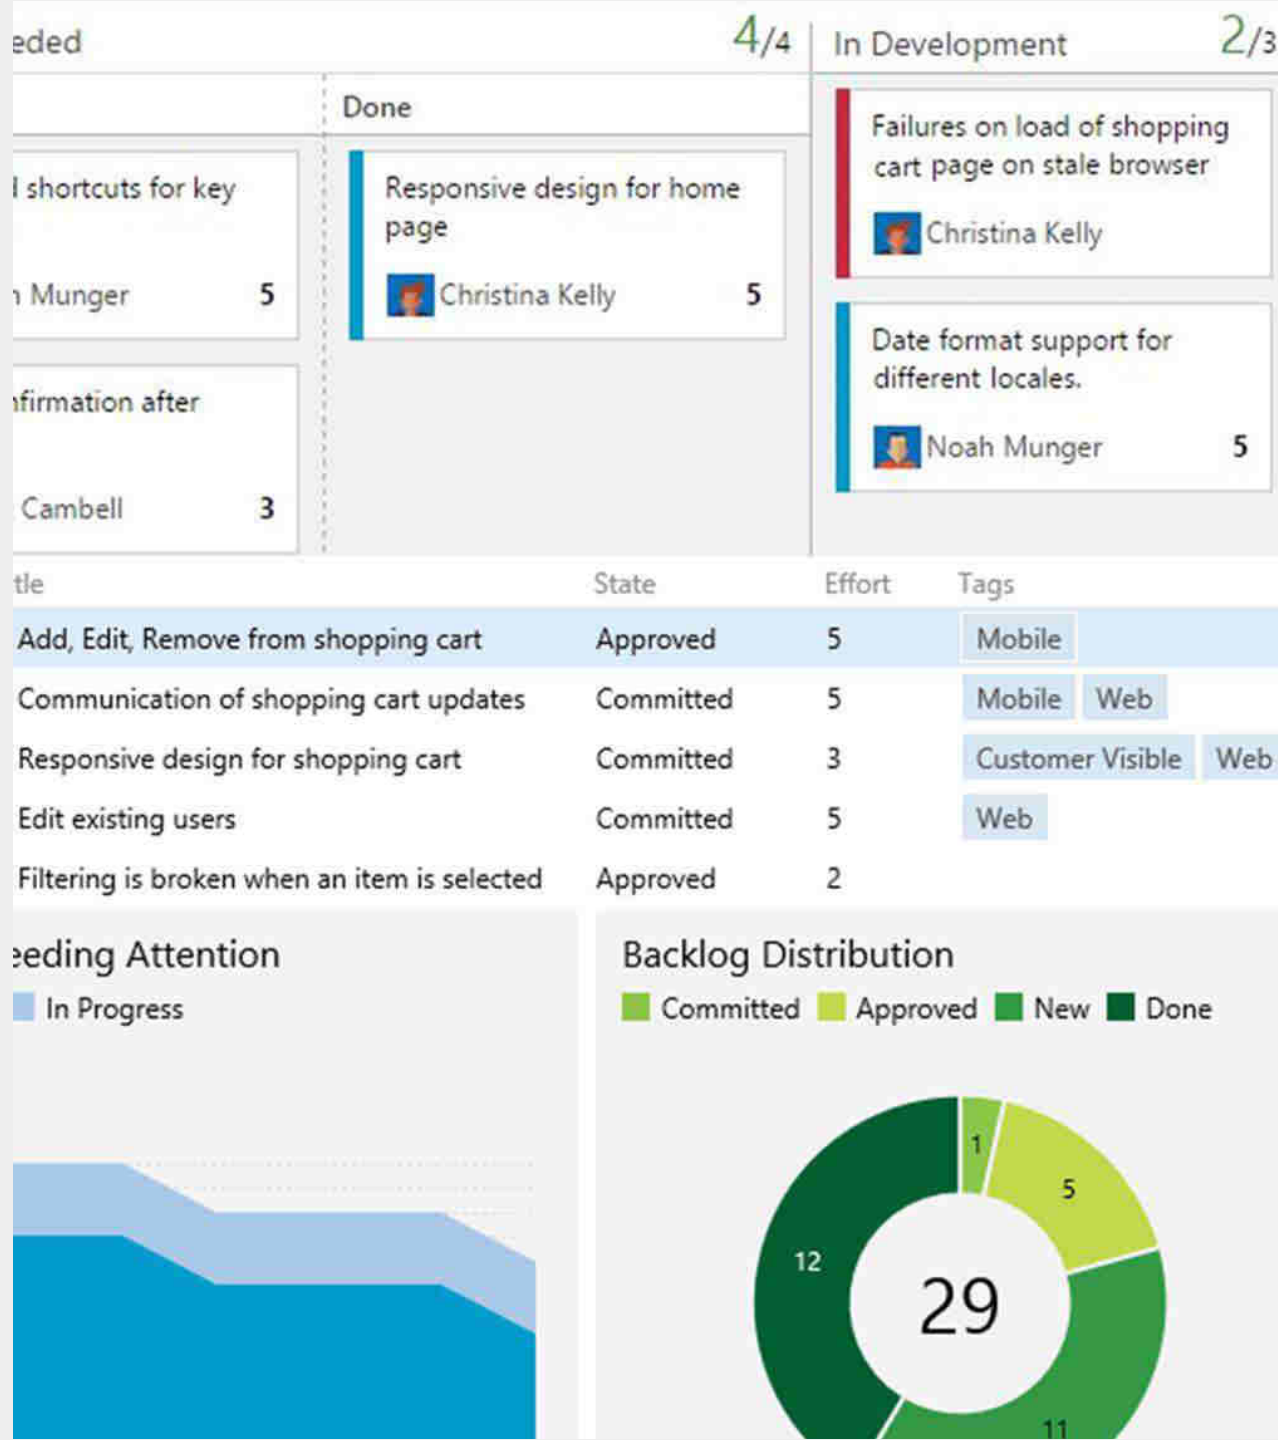 eded 4/4
In Development 2/3
Done
shortcuts for key
Munger 5
nfirmation after
Cambell 3
Responsive design for home
page
Christina Kelly 5
Failures on load of shopping
cart page on stale browser
Christina Kelly
Date format support for
different locales.
Noah Munger 5
tle State Effort Tags
Add, Edit, Remove from shopping cart Approved 5 Mobile
Communication of shopping cart updates Committed 5 Mobile Web
Responsive design for shopping cart Committed 3 Customer Visible Web
Edit existing users Committed 5 Web
Filtering is broken when an item is selected Approved 2
eeding Attention
In Progress
Backlog Distribution
Committed Approved New Done
1
5
12
29
11